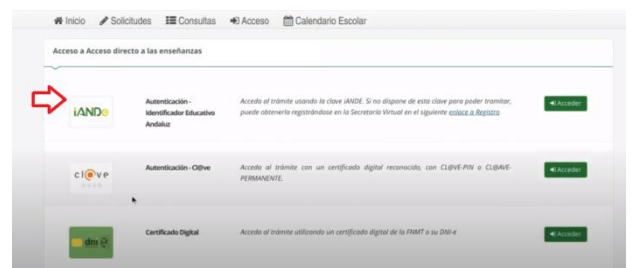 Inicio Solicitudes Consultas Acceso Calendario Escolar
Acceso a Acceso directo a las enseñanzas
iANDe
Autenticación -
Identificador Educativo
Andaluz
Acceda al trámite usando la clave iANDE. Si no dispone de esta clave para poder tramitar,
puede obtenerla registrándose en la Secretaría Virtual en el siguiente enlace a Registro
Acceder
cl@ve
Autenticación - Cl@ve
Acceda al trámite con un certificado digital reconocido, con CL@VE-PIN o CL@AVE-
PERMANENTE.
Acceder
dni e
Certificado Digital
Acceda al trámite utilizando un certificado digital de la FNMT o su DNI-e
Acceder